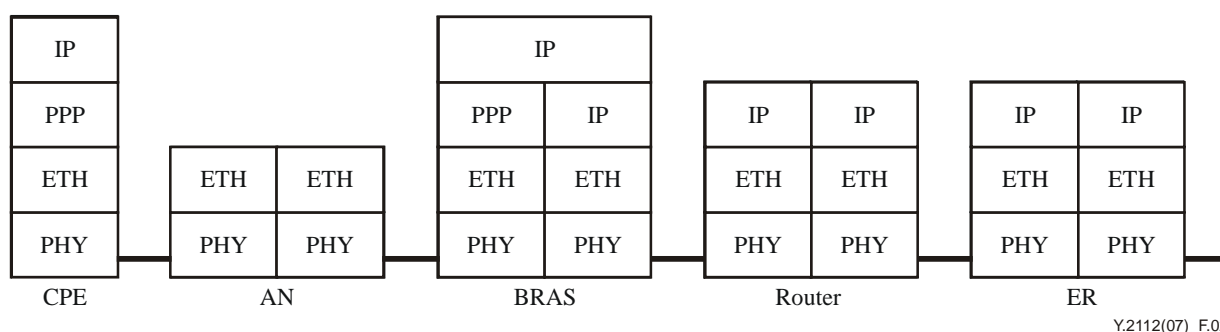 IP
IP
PPP
PPP
IP
IP
IP
IP
IP
ETH
ETH
ETH
ETH
ETH
ETH
ETH
ETH
ETH
PHY
PHY
PHY
PHY
PHY
PHY
PHY
PHY
PHY
CPE
AN
BRAS
Router
ER
Y.2112(07)_F.0